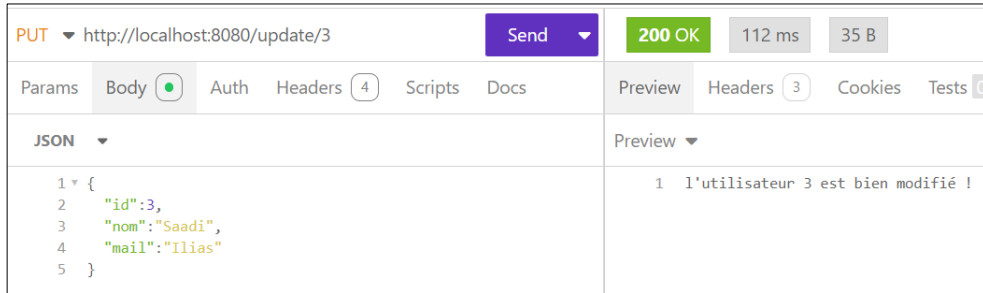 PUT http://localhost:8080/update/3 Send 200 OK 112 ms 35 B
Params Body Auth Headers 4 Scripts Docs Preview Headers 3 Cookies Tests
JSON Preview
1 {
2 "id":3,
3 "nom":"Saadi",
4 "mail":"Ilias"
5 }
1 l'utilisateur 3 est bien modifié !